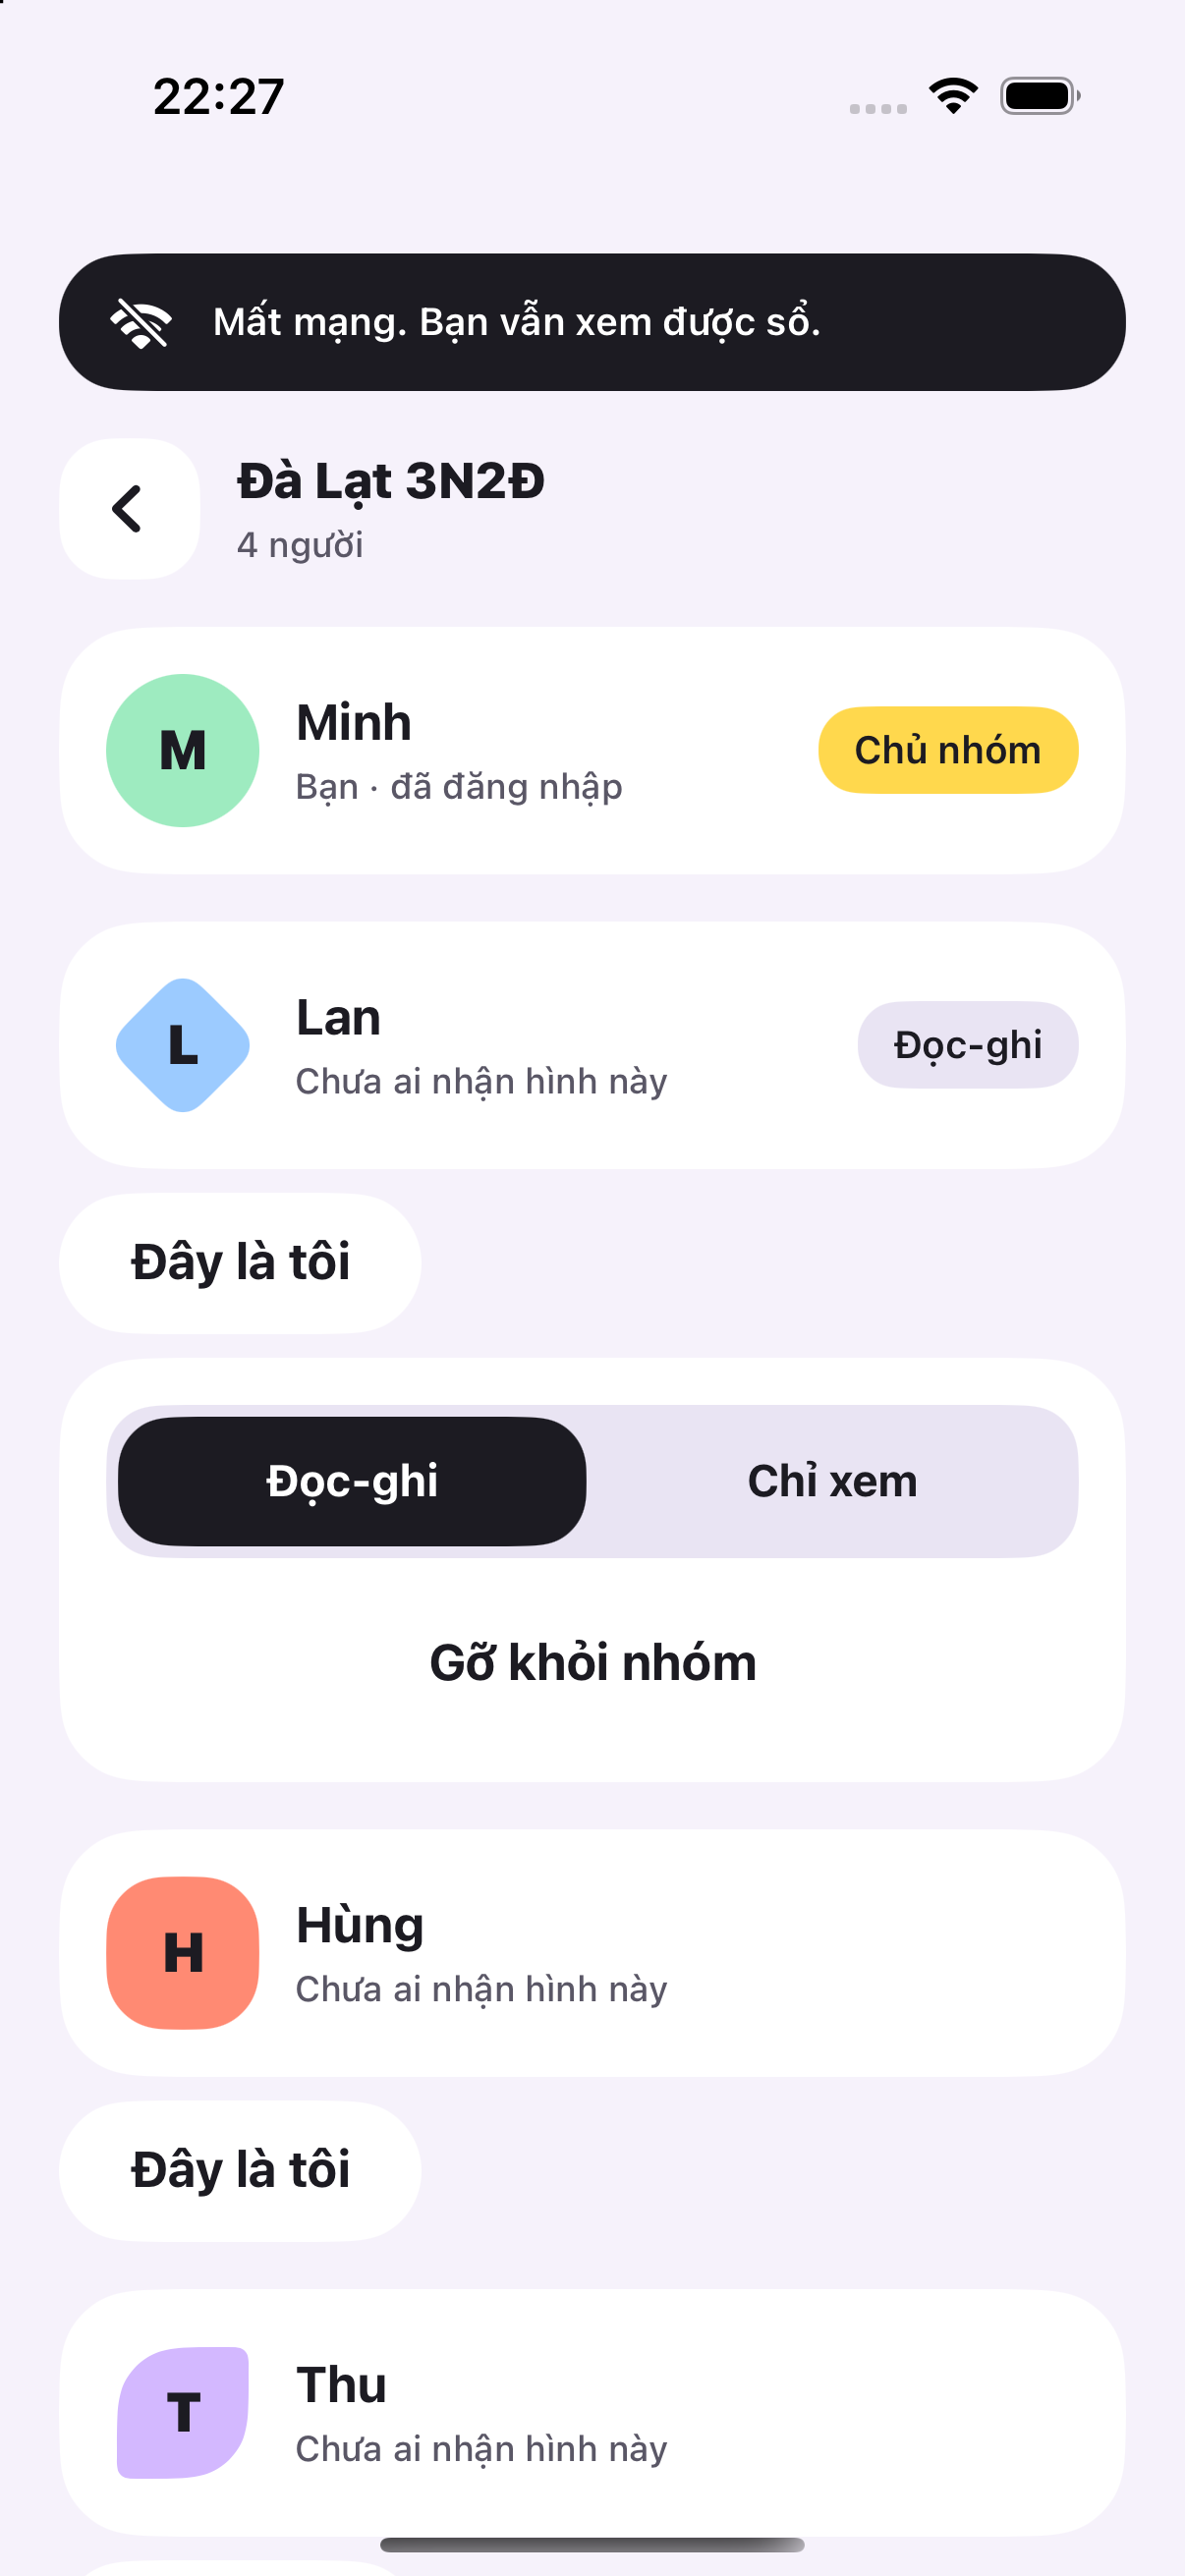 22:27
Mất mạng. Bạn vẫn xem được sổ.
Đà Lạt 3N2Đ
4 người
M
Minh
Bạn · đã đăng nhập
Chủ nhóm
L
Lan
Chưa ai nhận hình này
Đọc-ghi
Đây là tôi
Đọc-ghi
Chỉ xem
Gỡ khỏi nhóm
H
Hùng
Chưa ai nhận hình này
Đây là tôi
T
Thu
Chưa ai nhận hình này